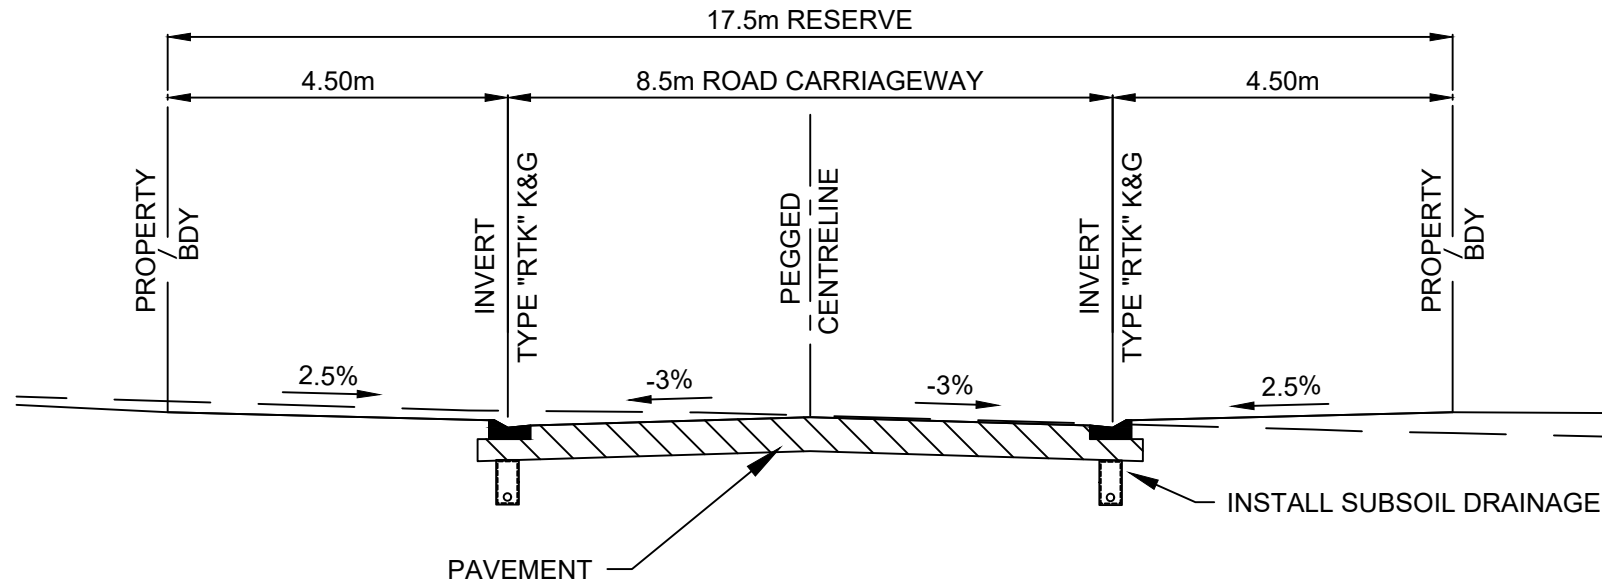 17.5m RESERVE
4.50m
8.5m ROAD CARRIAGEWAY
4.50m
PROPERTY
BDY
INVERT
TYPE "RTK" K&G
PEGGED
CENTRELINE
INVERT
TYPE "RTK" K&G
PROPERTY
BDY
2.5%
-3%
-3%
2.5%
INSTALL SUBSOIL DRAINAGE
PAVEMENT